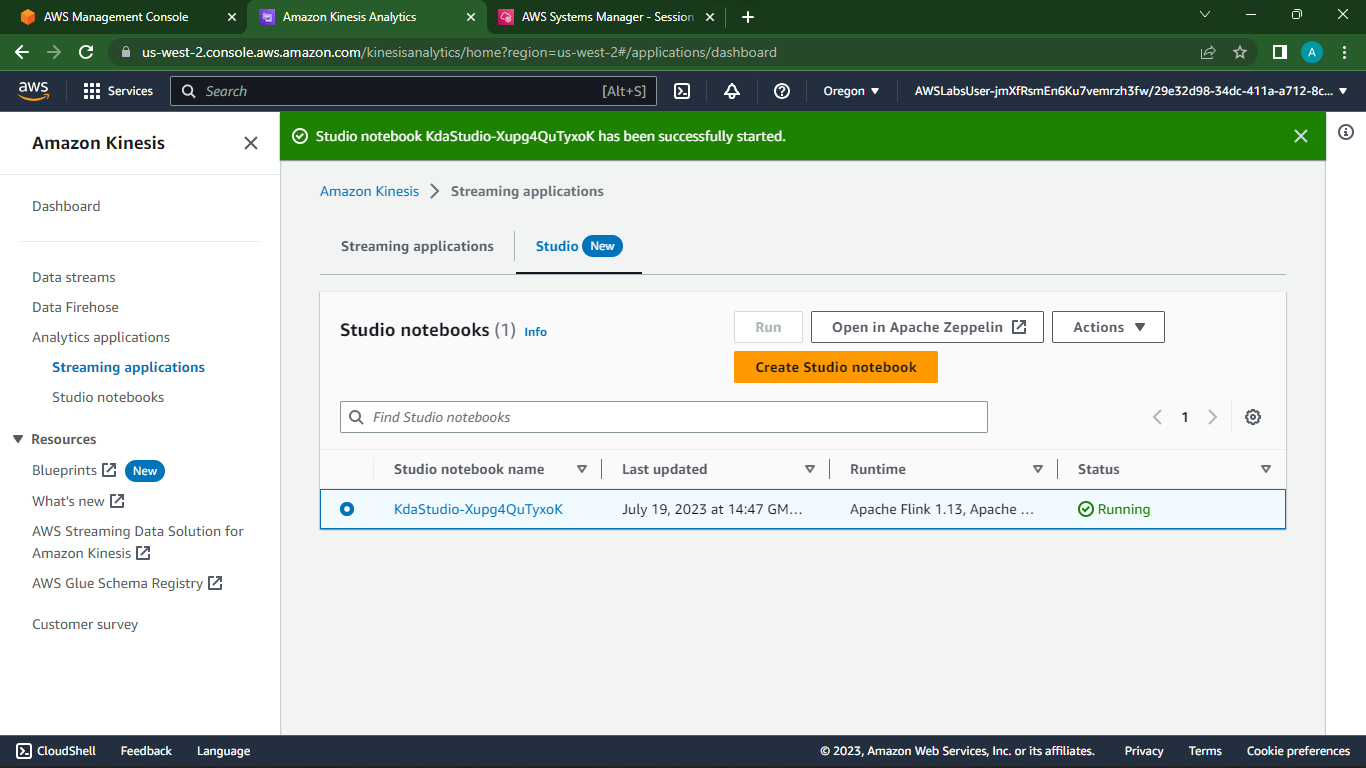 AWS Management Console
Amazon Kinesis Analytics
AWS Systems Manager - Session
us-west-2.console.aws.amazon.com/kinesisanalytics/home?region=us-west-2#/applications/dashboard
A
aws
Services
Search
[Alt+S]
Oregon
AWSLabsUser-jmXfRsmEn6Ku7vemrzh3fw/29e32d98-34dc-411a-a712-8c...
Amazon Kinesis
Dashboard
Data streams
Data Firehose
Analytics applications
Streaming applications
Studio notebooks
Resources
Blueprints New
What's new
AWS Streaming Data Solution for
Amazon Kinesis
AWS Glue Schema Registry
Customer survey
Studio notebook KdaStudio-Xupg4QuTyxoK has been successfully started.
Amazon Kinesis > Streaming applications
Streaming applications
Studio New
Studio notebooks (1) Info
Run
Open in Apache Zeppelin
Actions
Create Studio notebook
Find Studio notebooks
1
Studio notebook name
Last updated
Runtime
Status
KdaStudio-Xupg4QuTyxoK
July 19, 2023 at 14:47 GM...
Apache Flink 1.13, Apache ...
Running
CloudShell
Feedback
Language
© 2023, Amazon Web Services, Inc. or its affiliates.
Privacy
Terms
Cookie preferences